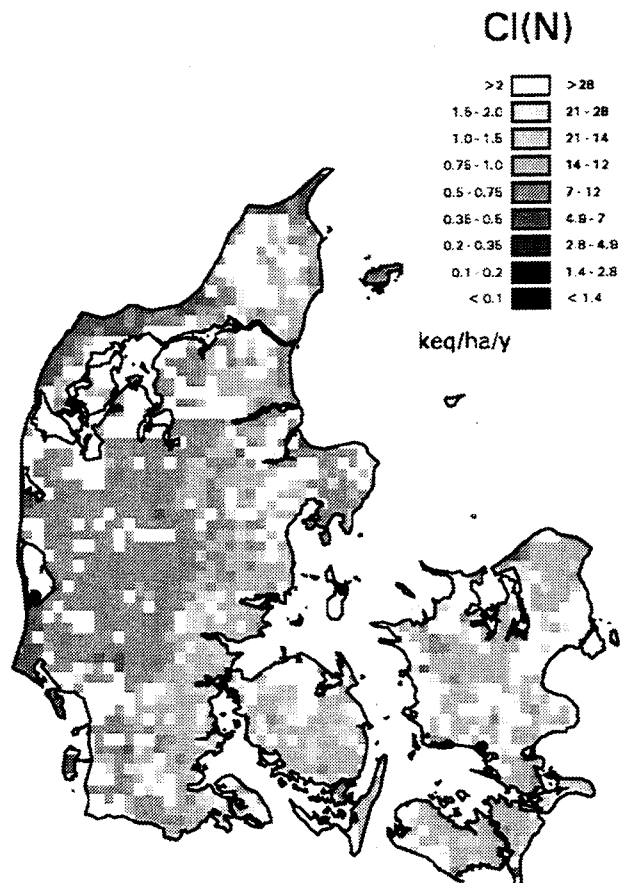 Cl(N)
>2 >28
1.5 - 2.0 21 - 28
1.0 - 1.5 21 - 14
0.75 - 1.0 14 - 12
0.5 - 0.75 7 - 12
0.35 - 0.5 4.9 - 7
0.2 - 0.35 2.8 - 4.9
0.1 - 0.2 1.4 - 2.8
< 0.1 < 1.4
keq/ha/y